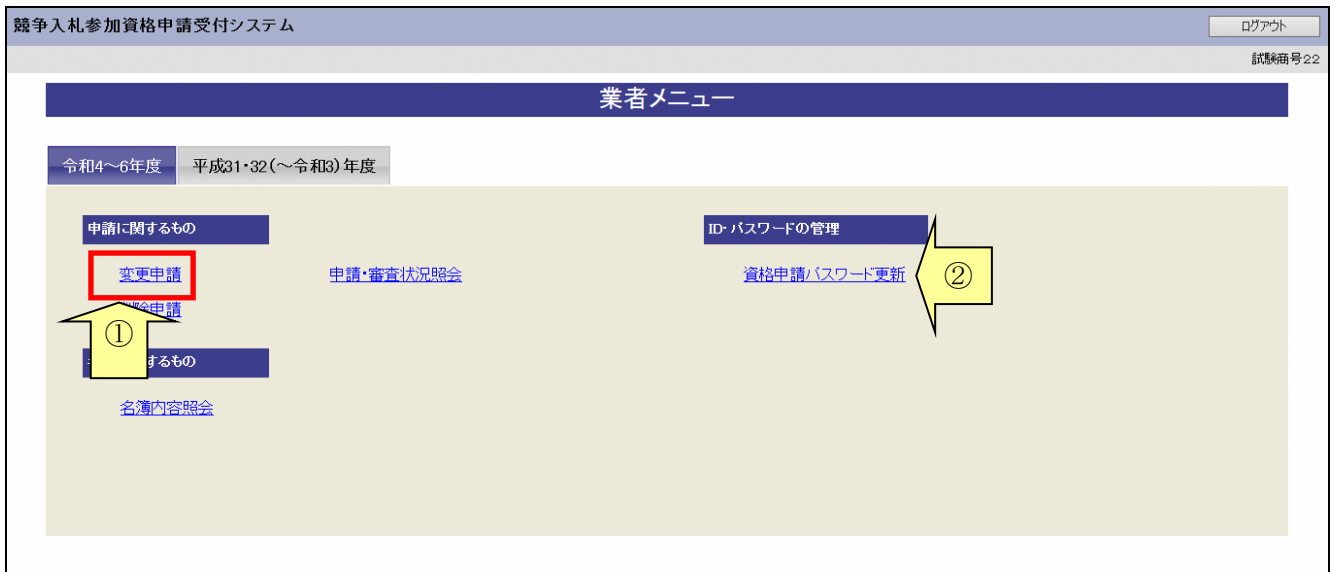 競争入札参加資格申請受付システム
ログアウト
試験商号22
業者メニュー
令和4～6年度
平成31・32(～令和3)年度
申請に関するもの
ID・パスワードの管理
変更申請
申請・審査状況照会
資格申請パスワード更新
②
除申請
①
するもの
名簿内容照会